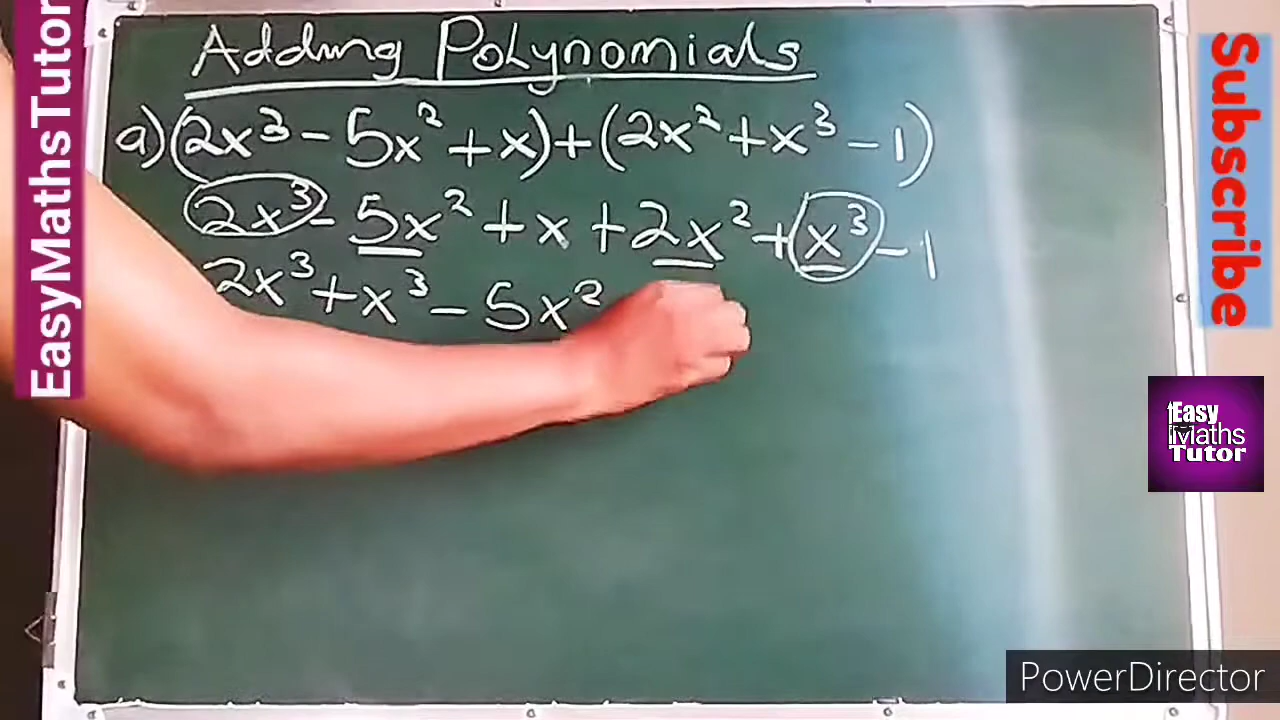 Adding Polynomials
a) (2x³ - 5x² + x) + (2x² + x³ - 1)
2x³ - 5x² + x + 2x² + x³ - 1
2x³ + x³ - 5x²
EasyMathsTutor
Subscribe
Easy
Maths
Tutor
PowerDirector